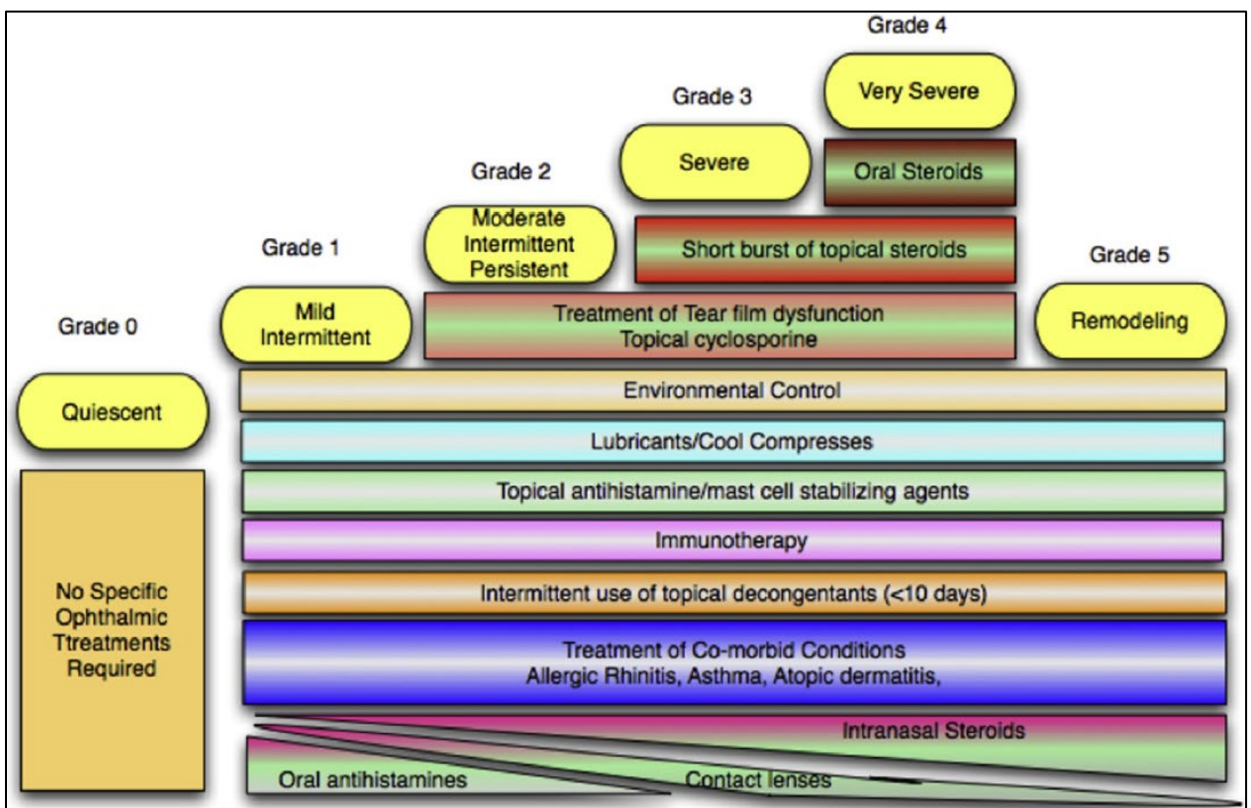 Grade 4
Very Severe
Grade 3
Severe
Oral Steroids
Grade 2
Moderate
Intermittent
Persistent
Short burst of topical steroids
Grade 1
Mild
Intermittent
Treatment of Tear film dysfunction
Topical cyclosporine
Grade 5
Remodeling
Grade 0
Quiescent
Environmental Control
Lubricants/Cool Compresses
Topical antihistamine/mast cell stabilizing agents
Immunotherapy
Intermittent use of topical decongentants (<10 days)
No Specific
Ophthalmic
Ttreatments
Required
Treatment of Co-morbid Conditions
Allergic Rhinitis, Asthma, Atopic dermatitis,
Intranasal Steroids
Oral antihistamines
Contact lenses